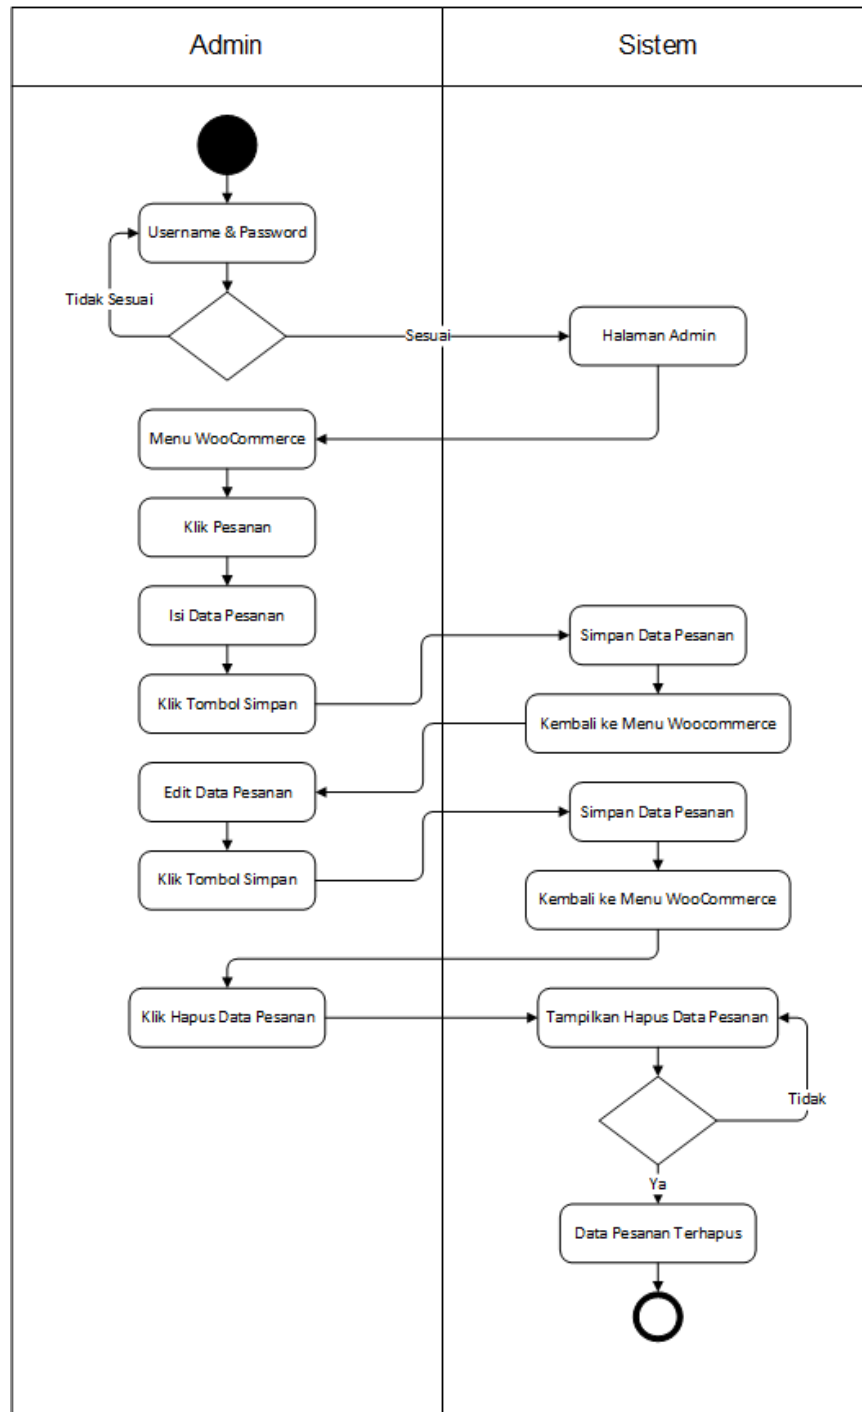 Admin
Sistem
Username & Password
Tidak Sesuai
Sesuai
Halaman Admin
Menu WooCommerce
Klik Pesanan
Isi Data Pesanan
Simpan Data Pesanan
Klik Tombol Simpan
Kembali ke Menu Woocommerce
Edit Data Pesanan
Simpan Data Pesanan
Klik Tombol Simpan
Kembali ke Menu WooCommerce
Klik Hapus Data Pesanan
Tampilkan Hapus Data Pesanan
Tidak
Ya
Data Pesanan Terhapus